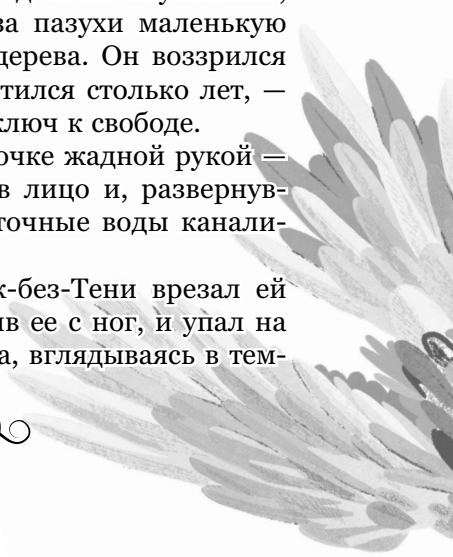 за пазухи маленькую
дерева. Он воззрился
тился столько лет, —
ключ к свободе.
очке жадной рукой —
в лицо и, развернув-
точные воды канали-
к-без-Тени врезал ей
ив ее с ног, и упал на
а, вглядываясь в тем-